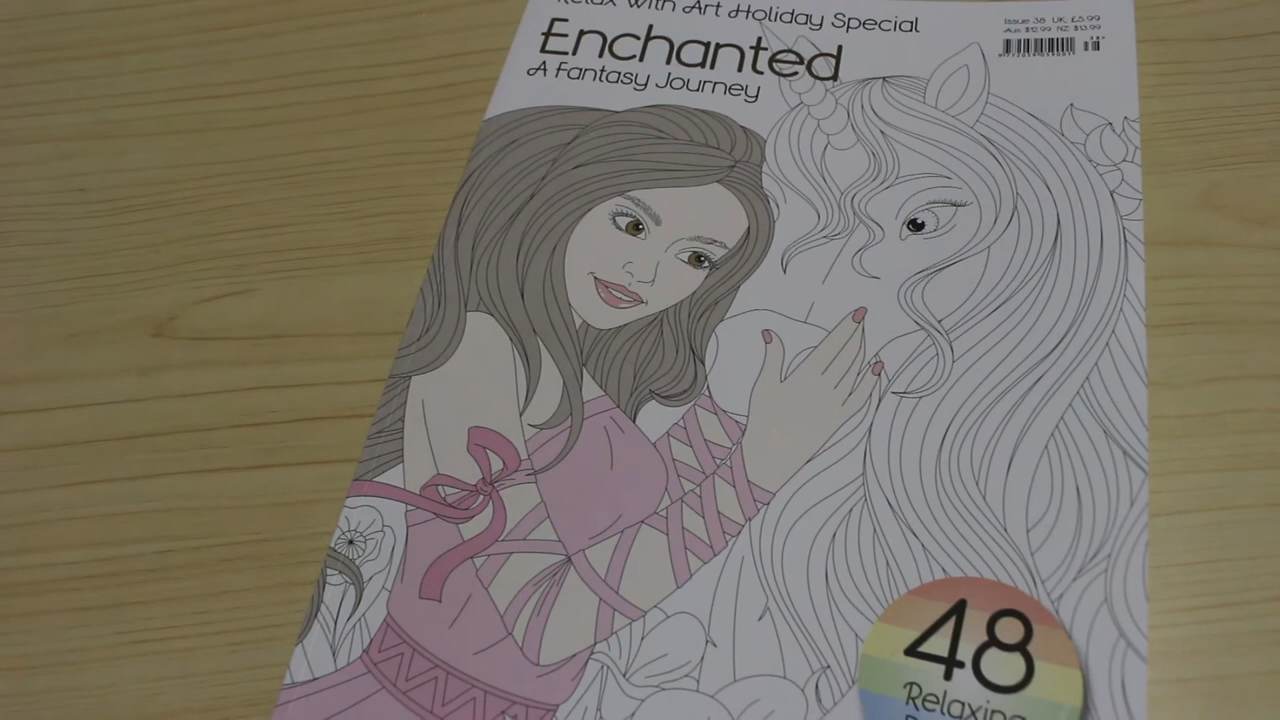 Relax With Art Holiday Special
Enchanted
A Fantasy Journey
Issue 38 UK £5.99
Aus $12.99 NZ $13.99
48
Relaxing